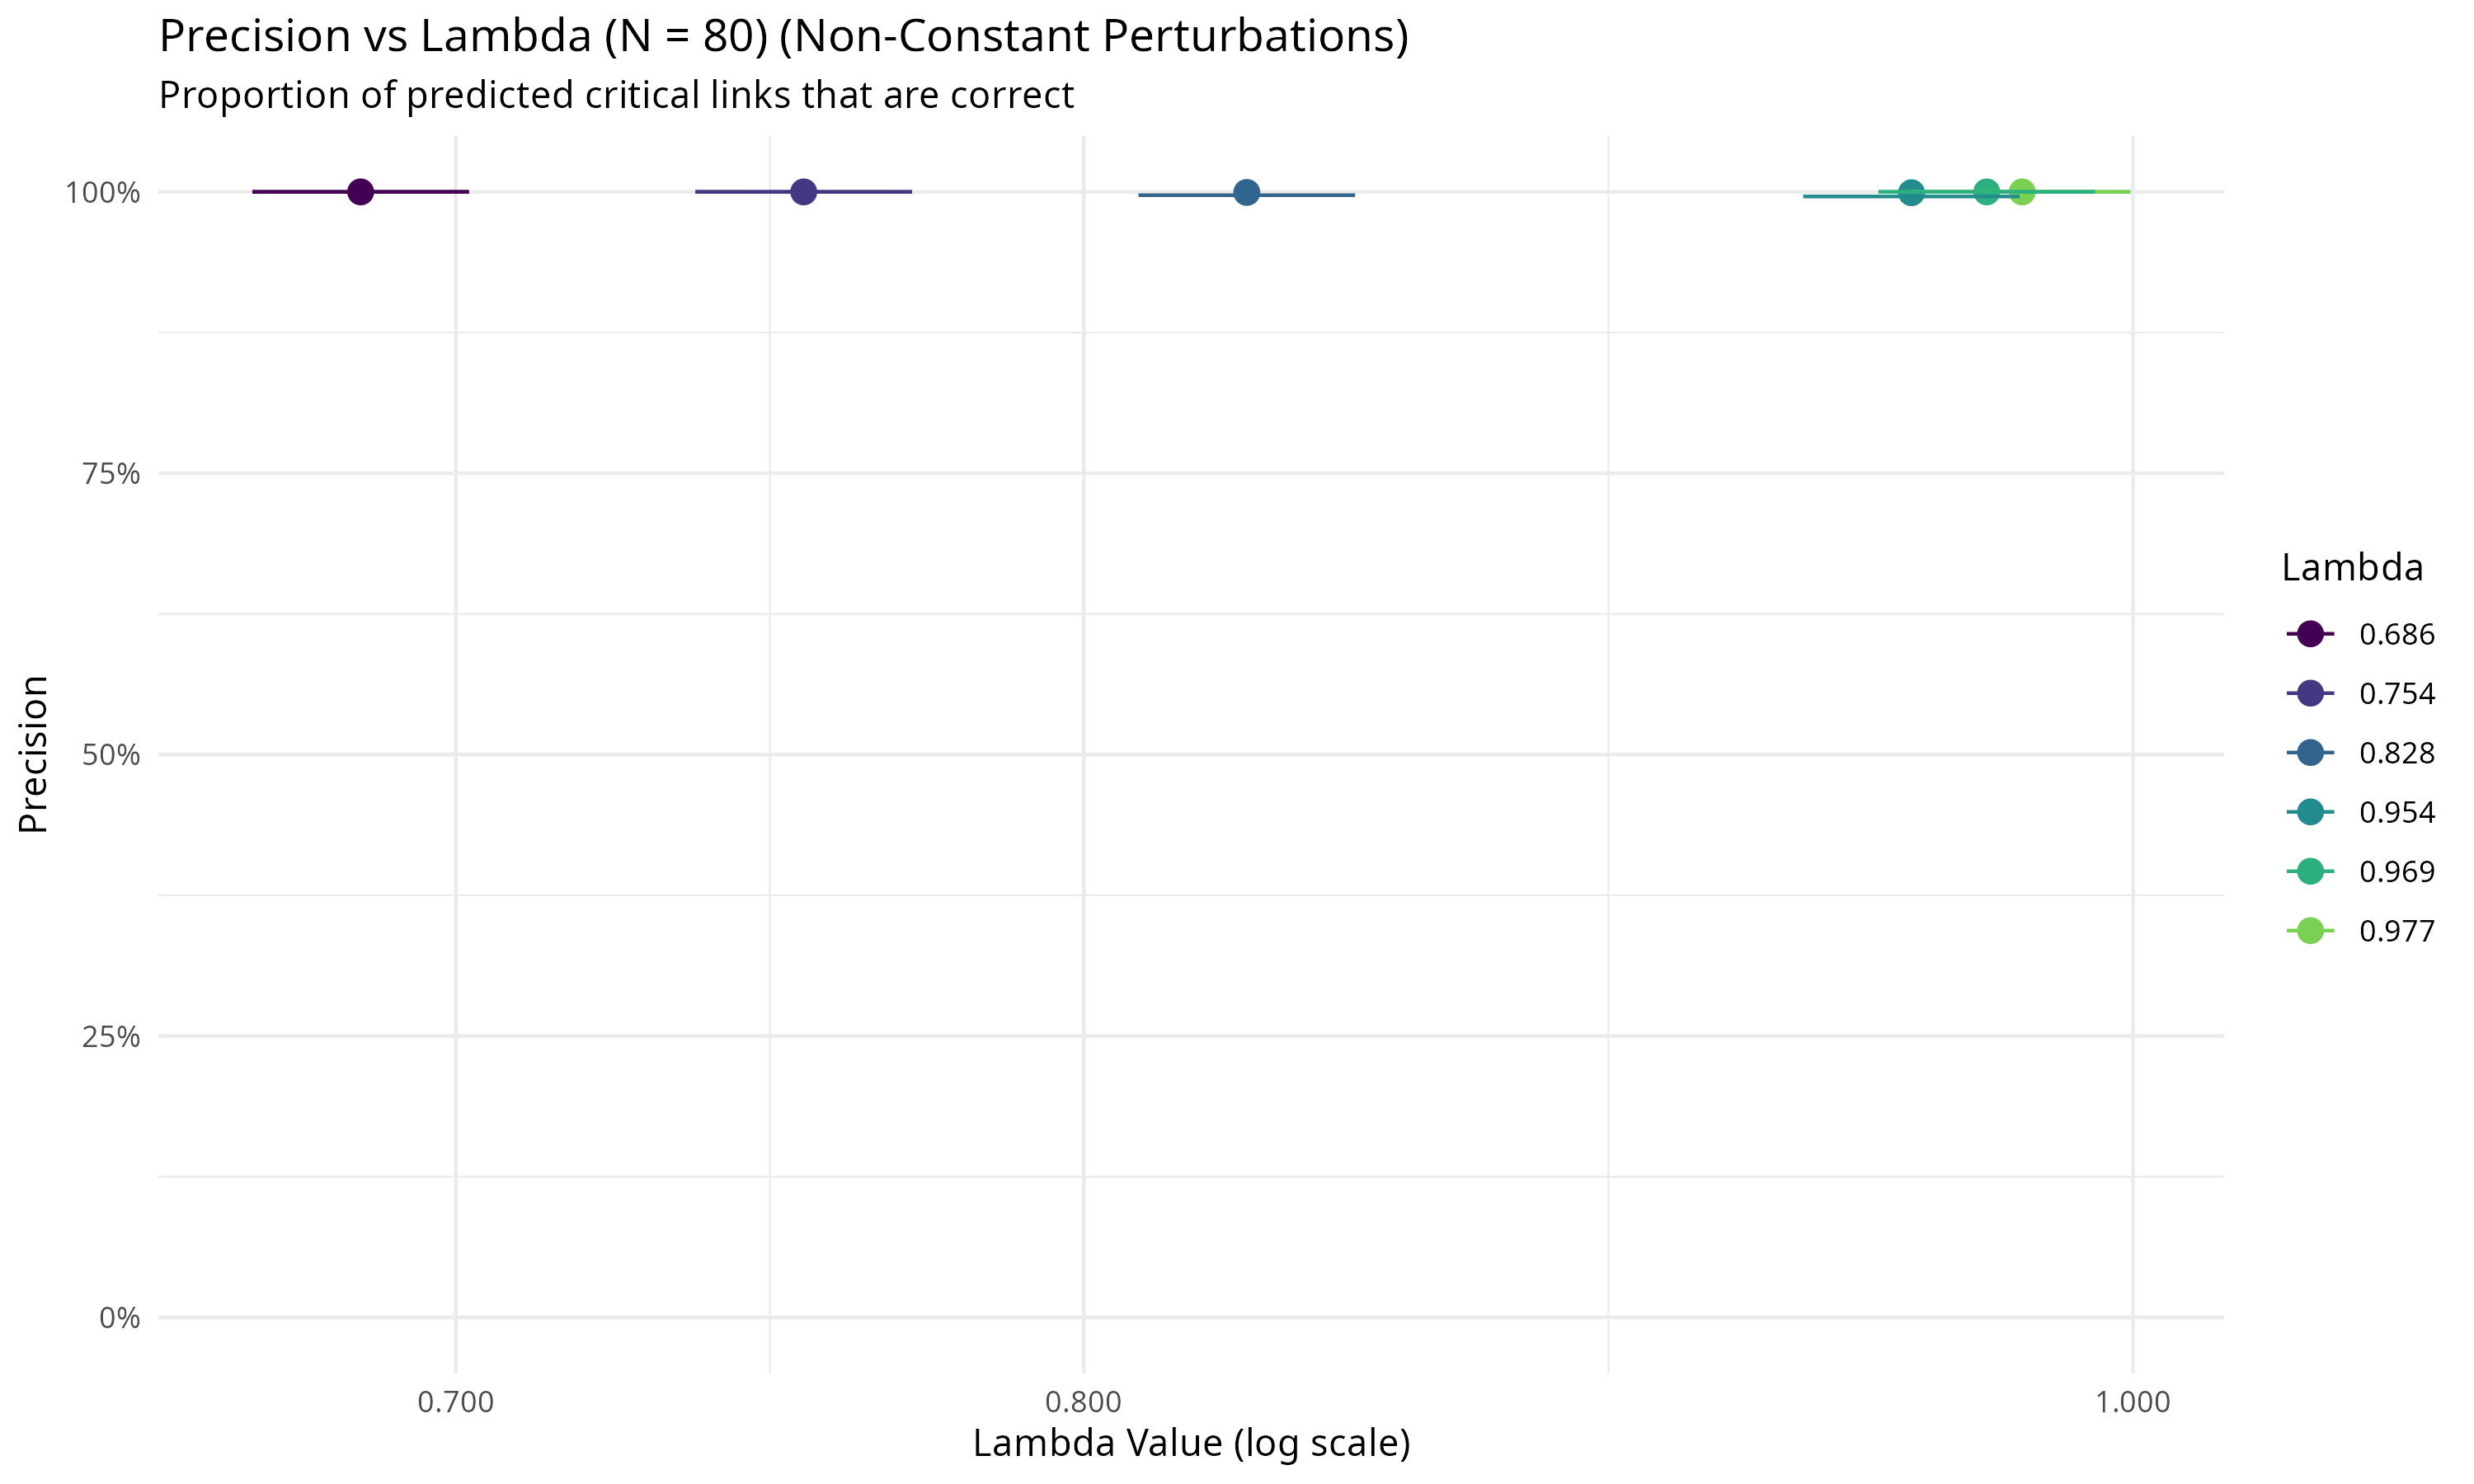 Precision vs Lambda (N = 80) (Non-Constant Perturbations)
Proportion of predicted critical links that are correct
100%
75%
50%
25%
0%
Precision
0.700
0.800
1.000
Lambda Value (log scale)
Lambda
0.686
0.754
0.828
0.954
0.969
0.977